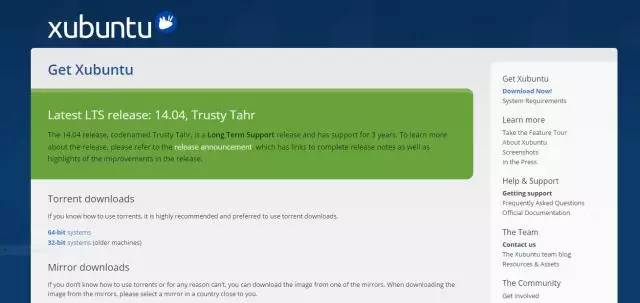 xubuntu
Get Xubuntu
Latest LTS release: 14.04, Trusty Tahr
The 14.04 release, codenamed Trusty Tahr, is a Long Term Support release and has support for 3 years. To learn more
about the release, please refer to the release announcement, which has links to complete release notes as well as
highlights of the improvements in the release.
Torrent downloads
If you know how to use torrents, it is highly recommended and preferred to use torrent downloads.
64-bit systems
32-bit systems (older machines)
Mirror downloads
If you don't know how to use torrents or for any reason can't, you can download the image from one of the mirrors. When downloading the
image from the mirrors, please select a mirror in a country close to you.
Get Xubuntu
Download Now!
System Requirements
Learn more
Take the Feature Tour
About Xubuntu
Screenshots
In the Press
Help & Support
Getting support
Frequently Asked Questions
Official Documentation
The Team
Contact us
The Xubuntu team blog
Resources & Assets
The Community
Get Involved